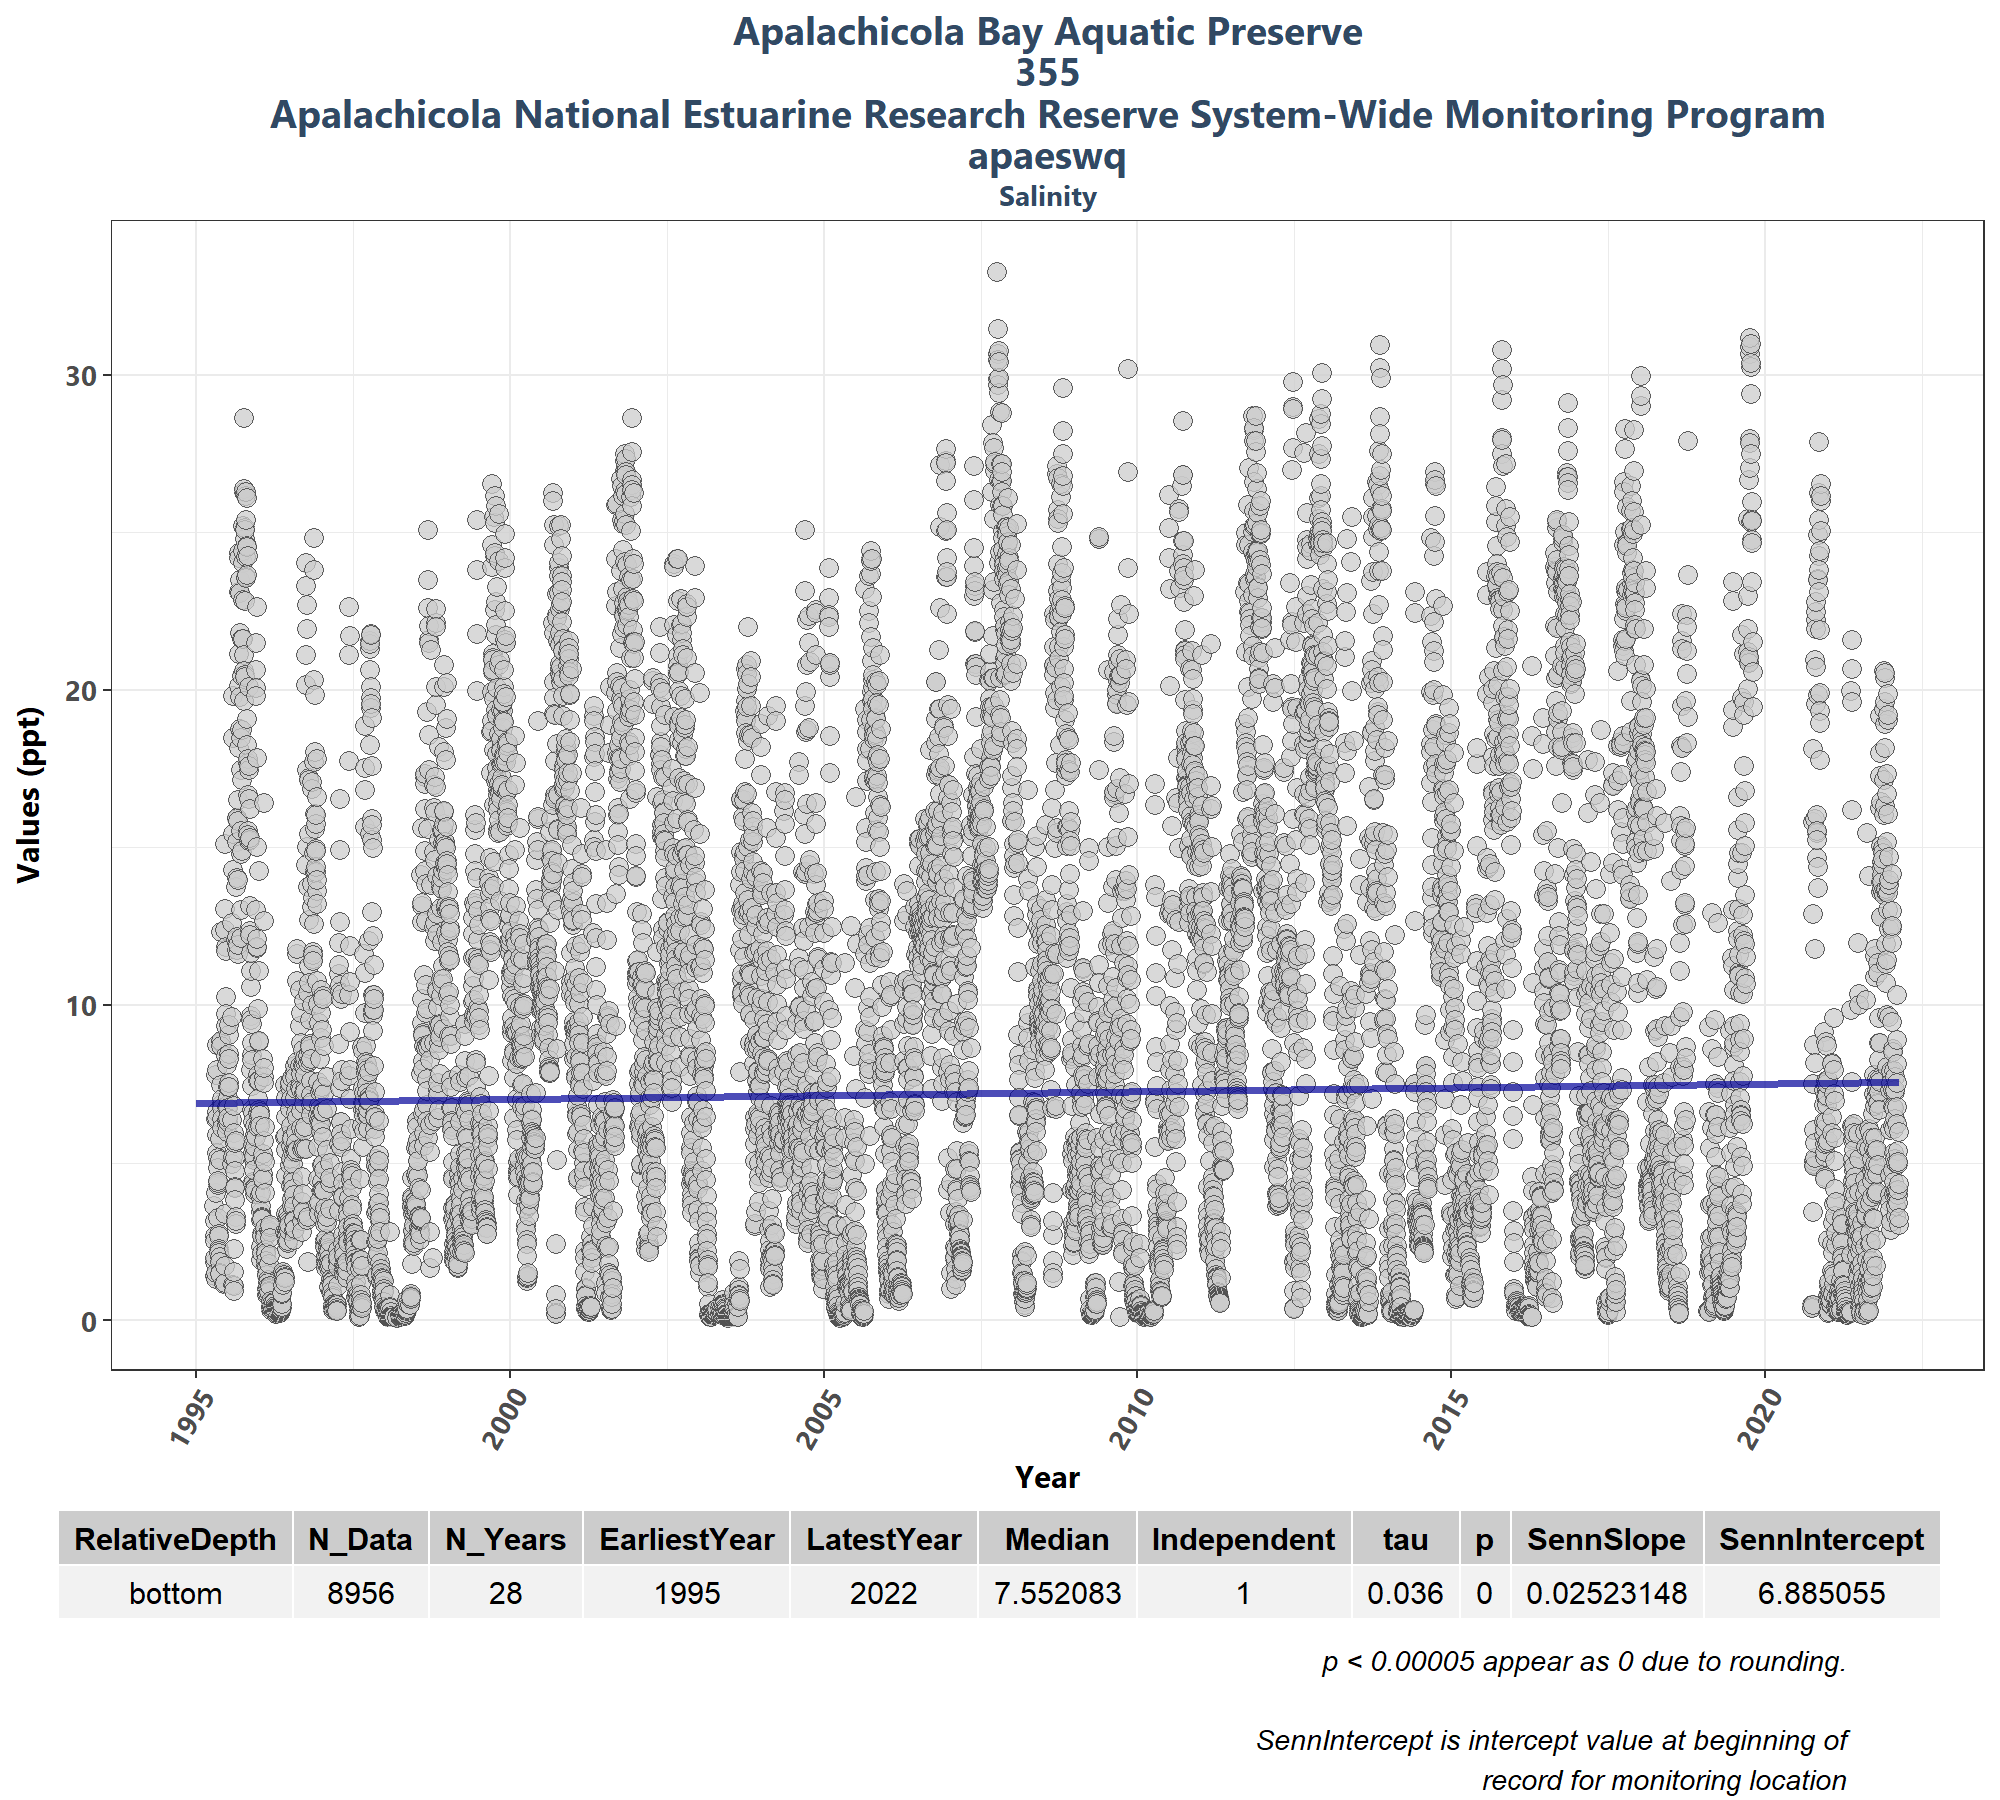 Apalachicola Bay Aquatic Preserve
355
Apalachicola National Estuarine Research Reserve System-Wide Monitoring Program
apaeswq
Salinity
Values (ppt)
30
20
10
0
1995 2000 2005 2010 2015 2020
Year
RelativeDepth N_Data N_Years EarliestYear LatestYear Median Independent tau p SennSlope SennIntercept
bottom 8956 28 1995 2022 7.552083 1 0.036 0 0.02523148 6.885055
p < 0.00005 appear as 0 due to rounding.
SennIntercept is intercept value at beginning of
record for monitoring location